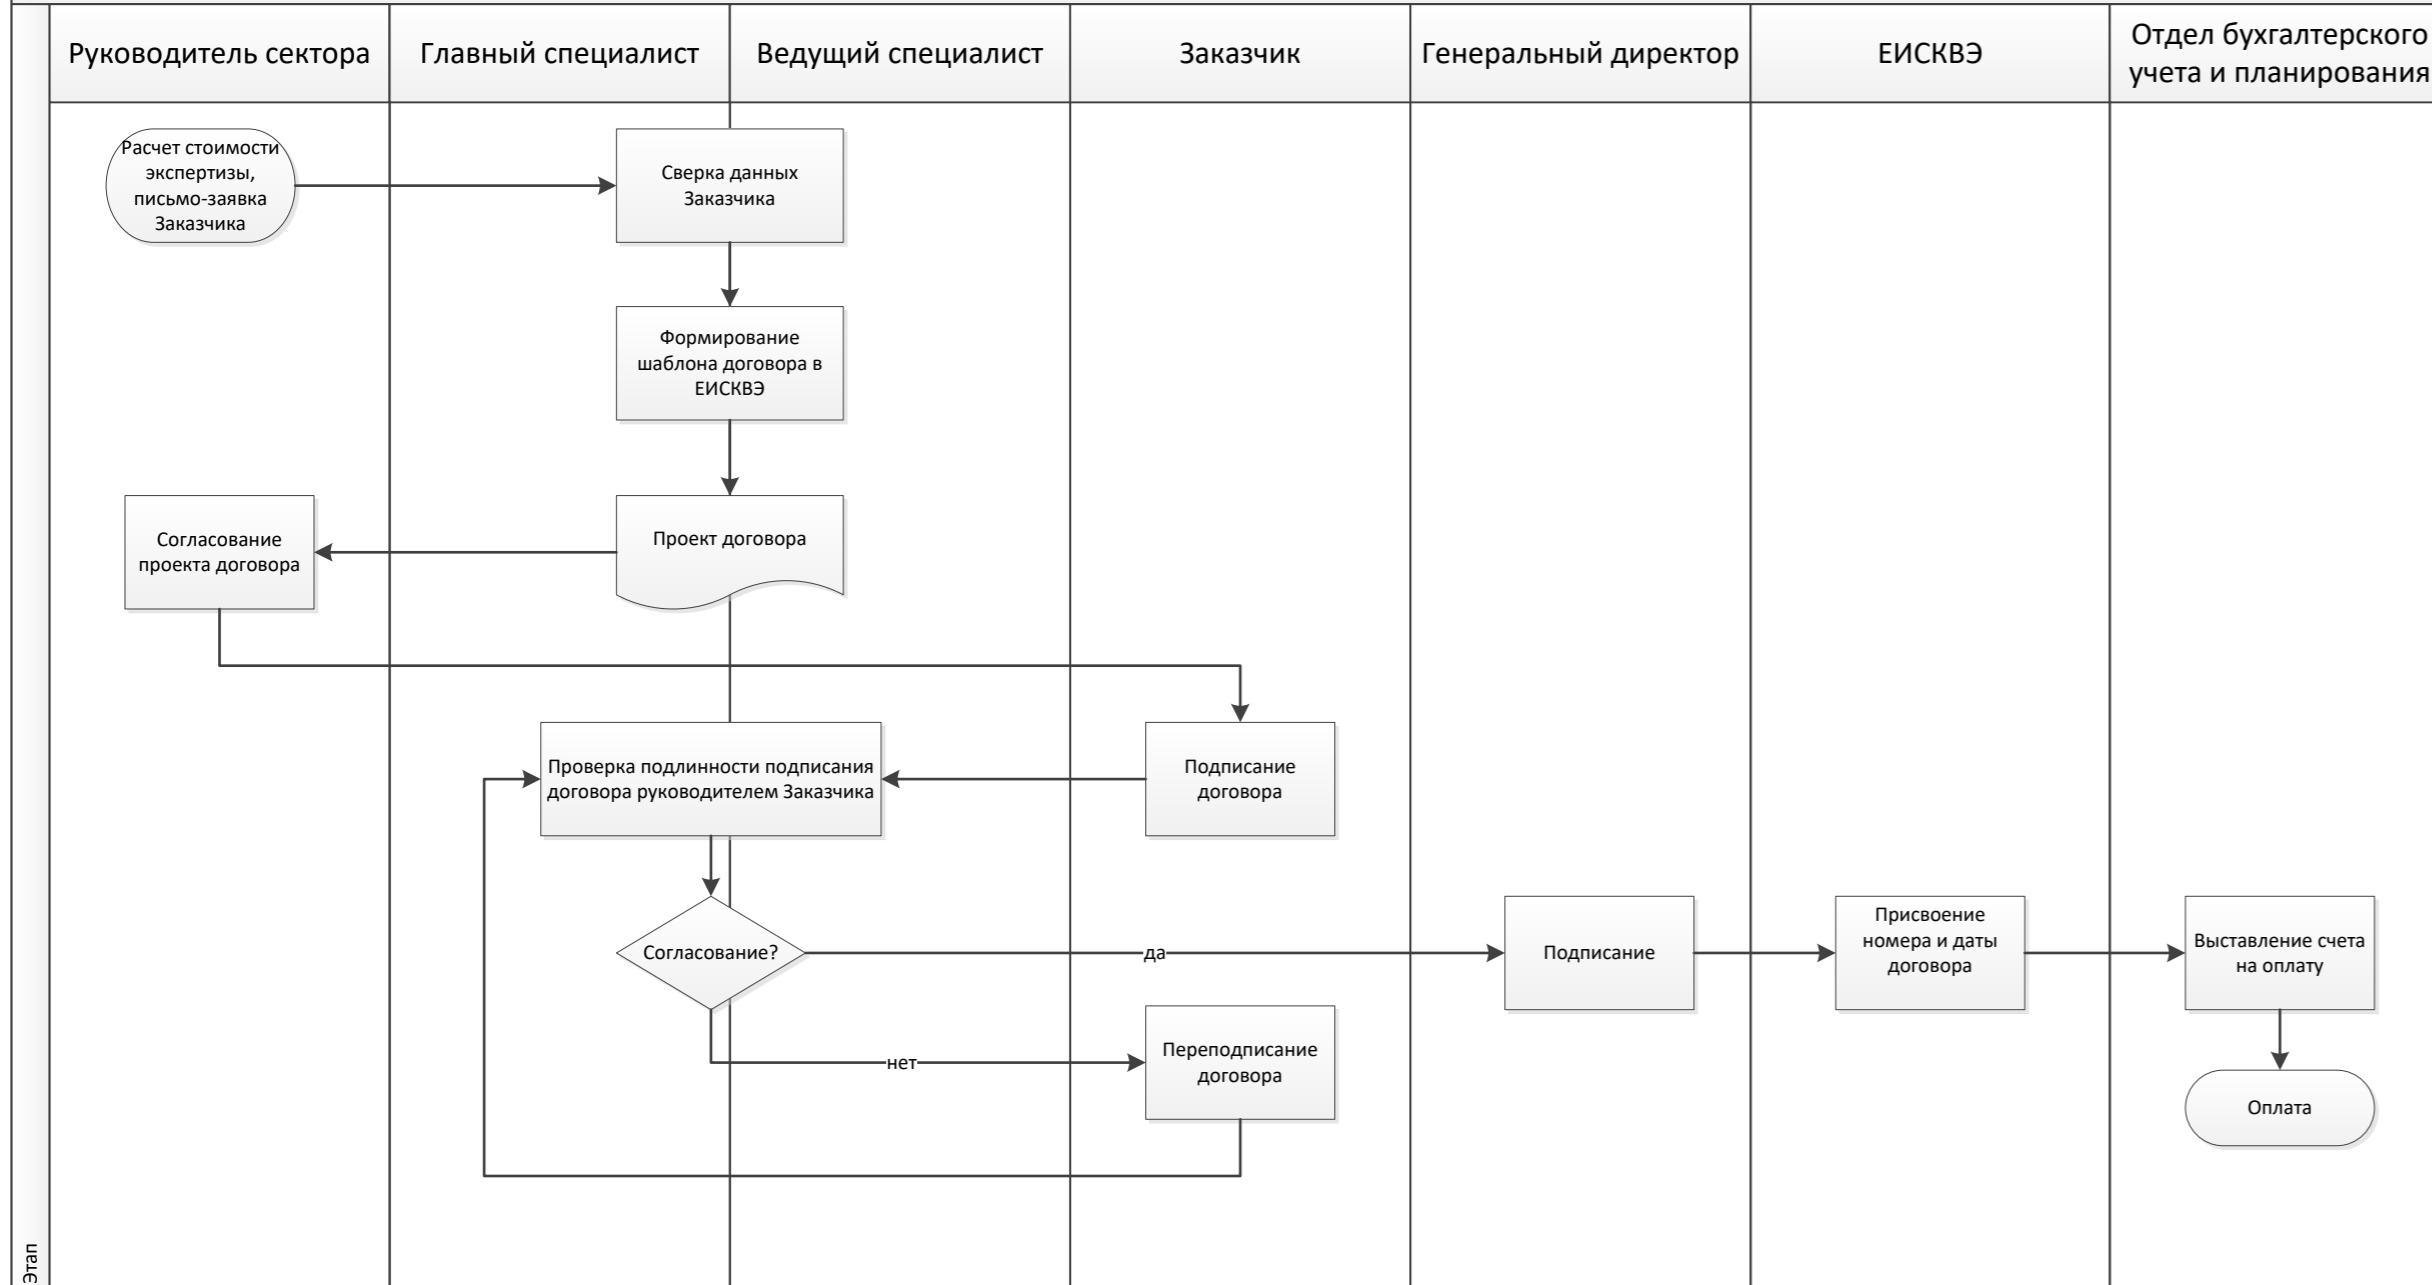 Руководитель сектора
Главный специалист
Ведущий специалист
Заказчик
Генеральный директор
ЕИСКВЭ
Отдел бухгалтерского
учета и планирования
Расчет стоимости
экспертизы,
письмо-заявка
Заказчика
Сверка данных
Заказчика
Формирование
шаблона договора в
ЕИСКВЭ
Согласование
проекта договора
Проект договора
Проверка подлинности подписания
договора руководителем Заказчика
Подписание
договора
Согласование?
да
Подписание
Присвоение
номера и даты
договора
Выставление счета
на оплату
нет
Переподписание
договора
Оплата
Этап